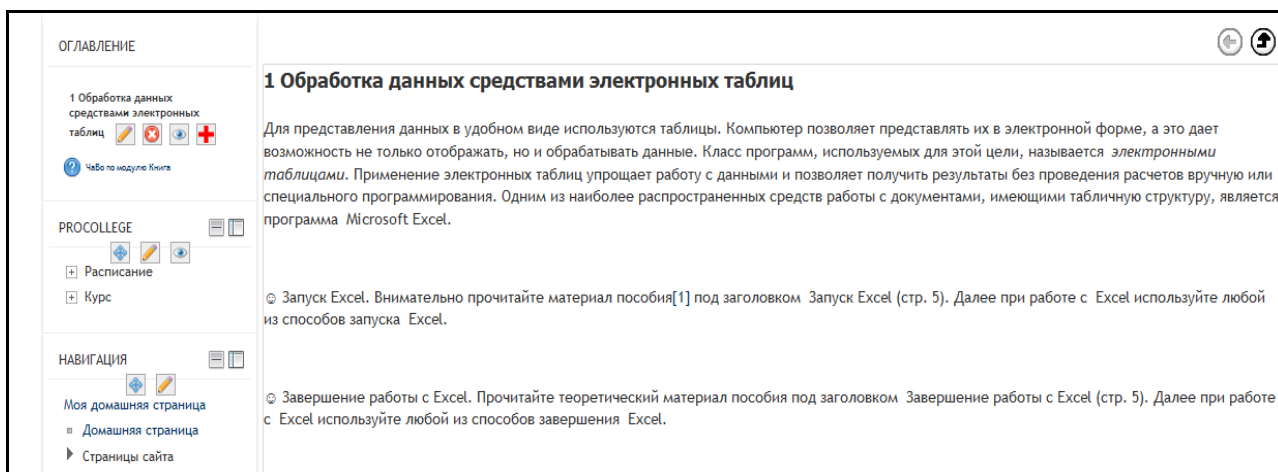 ОГЛАВЛЕНИЕ
1 Обработка данных
средствами электронных
таблиц
ЧаВо по модулю Книга
PROCOLLEGE
Расписание
Курс
НАВИГАЦИЯ
Моя домашняя страница
Домашняя страница
Страницы сайта
1 Обработка данных средствами электронных таблиц
Для представления данных в удобном виде используются таблицы. Компьютер позволяет представлять их в электронной форме, а это дает
возможность не только отображать, но и обрабатывать данные. Класс программ, используемых для этой цели, называется электронными
таблицами. Применение электронных таблиц упрощает работу с данными и позволяет получить результаты без проведения расчетов вручную или
специального программирования. Одним из наиболее распространенных средств работы с документами, имеющими табличную структуру, является
программа Microsoft Excel.
☺ Запуск Excel. Внимательно прочитайте материал пособия[1] под заголовком Запуск Excel (стр. 5). Далее при работе с Excel используйте любой
из способов запуска Excel.
☺ Завершение работы с Excel. Прочитайте теоретический материал пособия под заголовком Завершение работы с Excel (стр. 5). Далее при работе
с Excel используйте любой из способов завершения Excel.